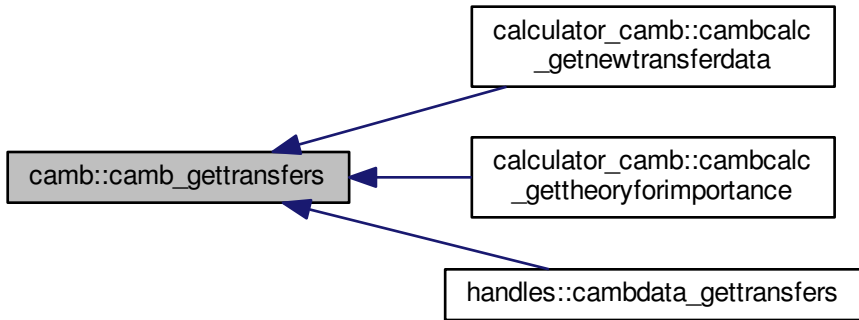 calculator_camb::cambcalc
_getnewtransferdata
camb::camb_gettransfers
calculator_camb::cambcalc
_gettheoryforimportance
handles::cambdata_gettransfers